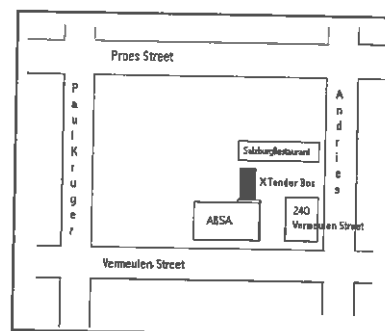 Proes Street
Paul Kruger
Andries
Salzburg Restaurant
X Tender Box
ABSA
240
Vermeulen Street
Vermeulen Street